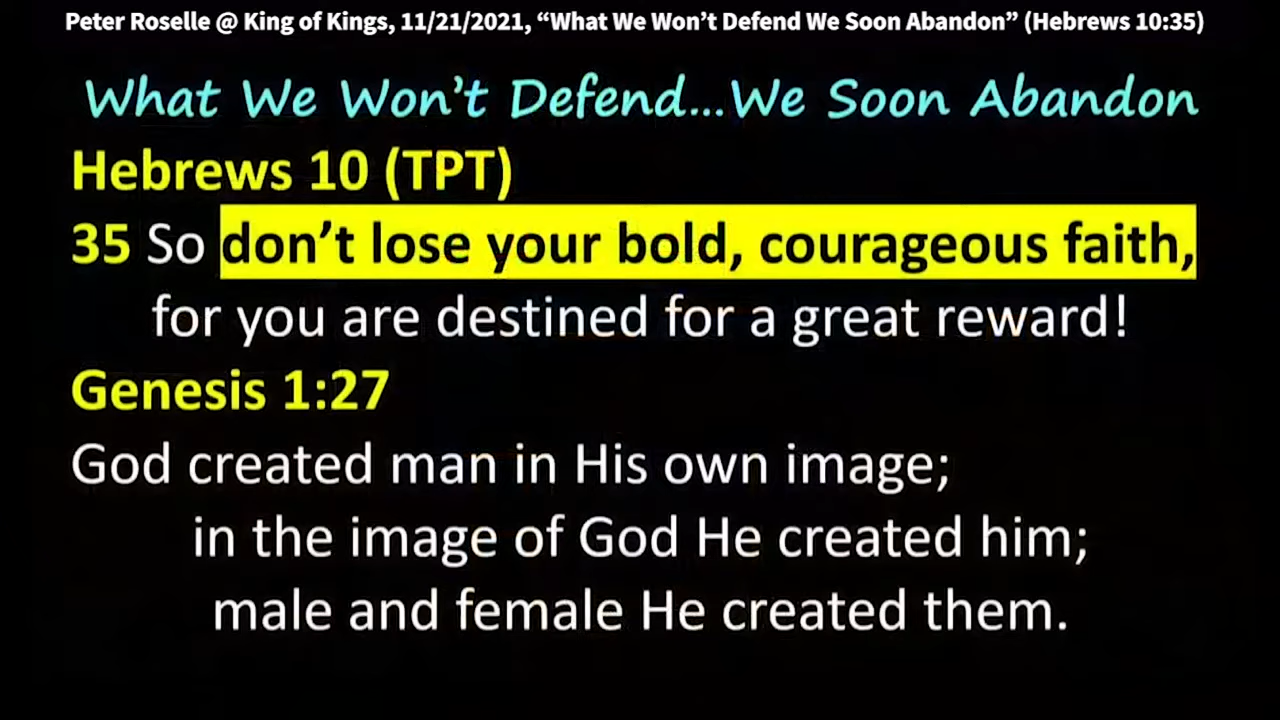 Peter Roselle @ King of Kings, 11/21/2021, “What We Won’t Defend We Soon Abandon” (Hebrews 10:35)
What We Won’t Defend...We Soon Abandon
Hebrews 10 (TPT)
35 So don’t lose your bold, courageous faith,
for you are destined for a great reward!
Genesis 1:27
God created man in His own image;
in the image of God He created him;
male and female He created them.